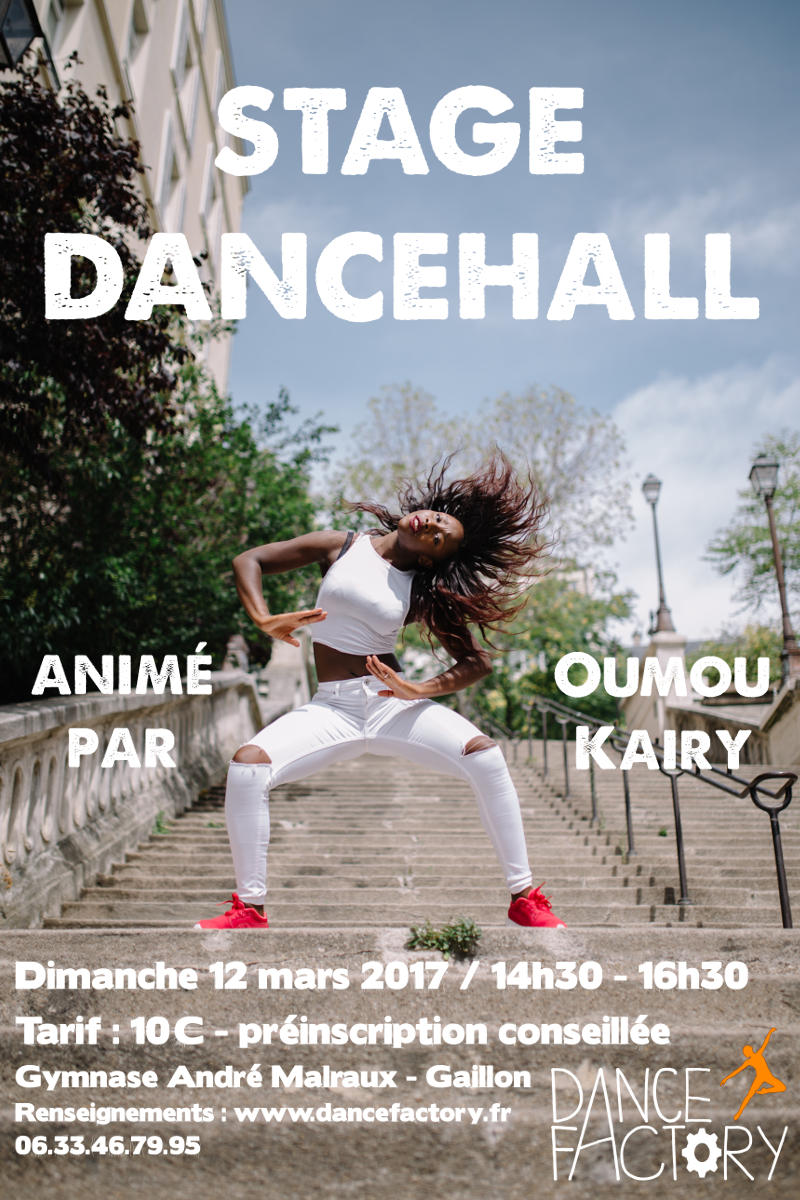 STAGE
DANCEHALL
ANIMÉ
PAR
OUMOU
KAIRY
Dimanche 12 mars 2017 / 14h30 - 16h30
Tarif : 10€ - préinscription conseillée
Gymnase André Malraux - Gaillon
Renseignements : www.dancefactory.fr
06.33.46.79.95
DANCE
FACTORY